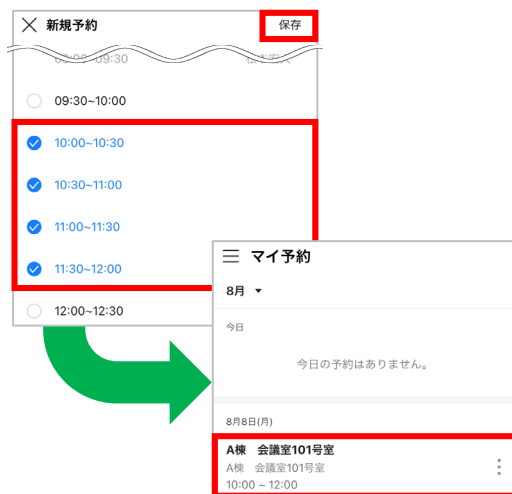 新規予約
保存
09:30~10:00
10:00~10:30
10:30~11:00
11:00~11:30
11:30~12:00
12:00~12:30
マイ予約
8月
今日
今日の予約はありません。
8月8日(月)
A棟 会議室101号室
A棟 会議室101号室
10:00 ~ 12:00